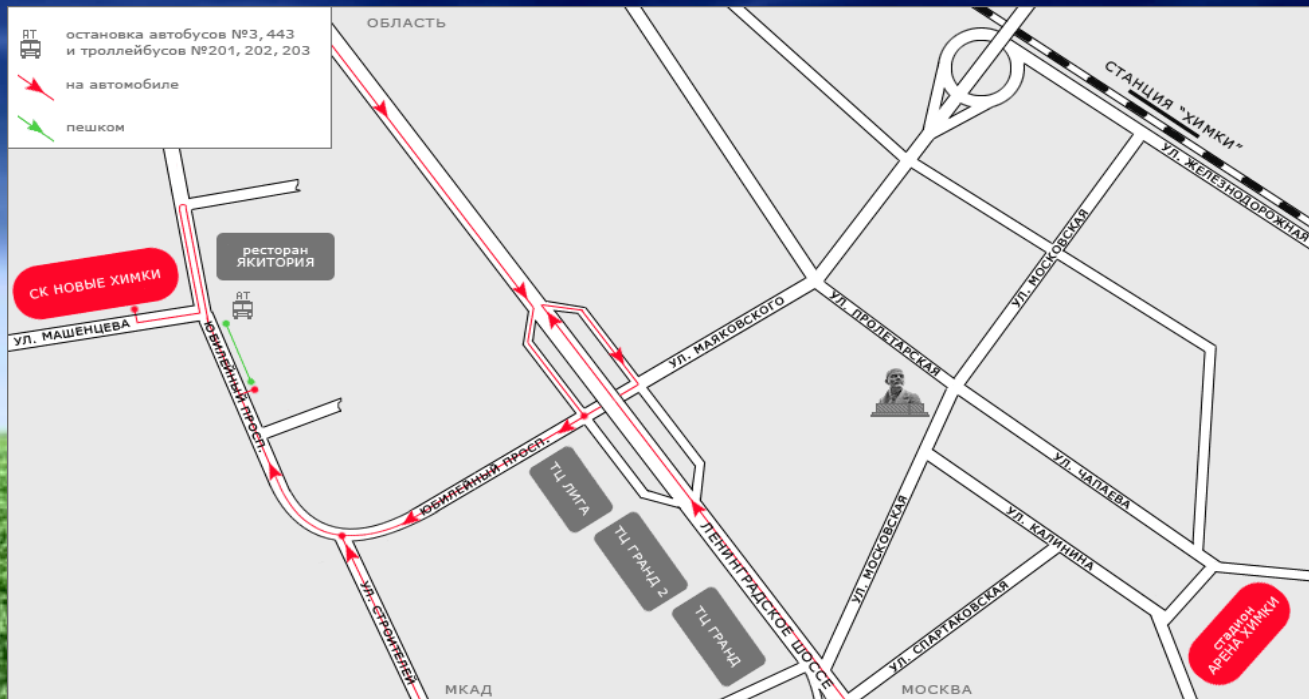 ОБЛАСТЬ
АТ
остановка автобусов №3, 443
и троллейбусов №201, 202, 203
на автомобиле
пешком
СТАНЦИЯ "ХИМКИ"
УЛ. ЖЕЛЕЗНОДОРОЖНАЯ
УЛ. МОСКОВСКАЯ
ресторан
ЯКИТОРИЯ
СК НОВЫЕ ХИМКИ
АТ
УЛ. МАШЕНЦЕВА
ЮБИЛЕЙНЫЙ ПРОСП.
УЛ. МАЯКОВСКОГО
УЛ. ПРОЛЕТАРСКАЯ
ЮБИЛЕЙНЫЙ ПРОСП.
ТЦ ЛИГА
ТЦ ГРАНД 2
ТЦ ГРАНД
ЛЕНИНГРАДСКОЕ ШОССЕ
УЛ. ЧАПАЕВА
УЛ. КАЛИНИНА
УЛ. МОСКОВСКАЯ
УЛ. СПАРТАКОВСКАЯ
УЛ. СТРОИТЕЛЕЙ
стадион
АРЕНА ХИМКИ
МКАД
МОСКВА